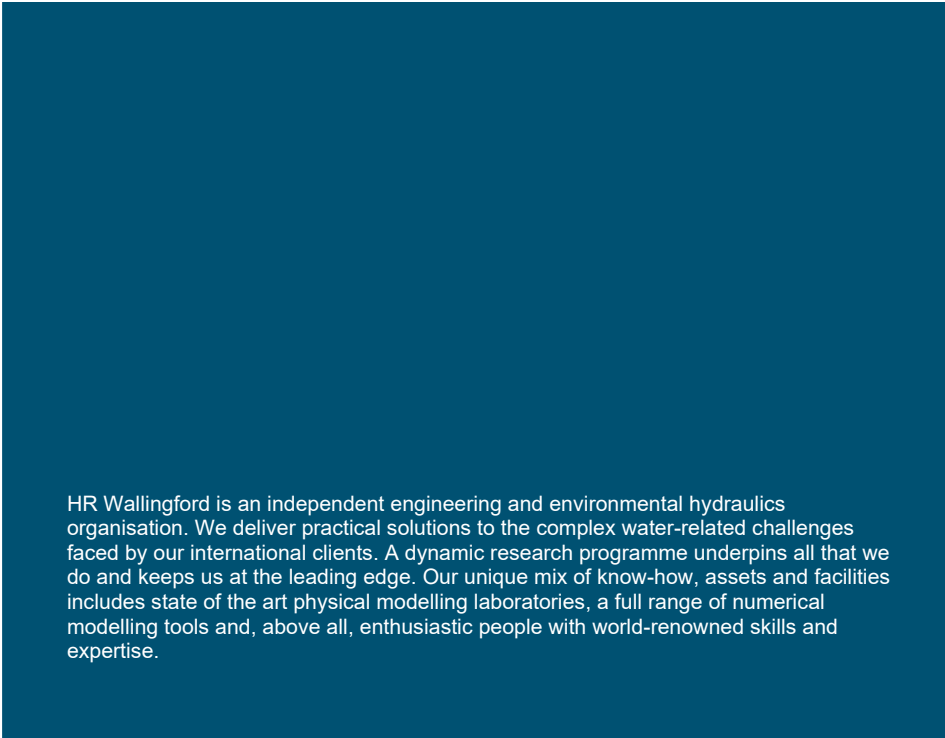 HR Wallingford is an independent engineering and environmental hydraulics
organisation. We deliver practical solutions to the complex water-related challenges
faced by our international clients. A dynamic research programme underpins all that we
do and keeps us at the leading edge. Our unique mix of know-how, assets and facilities
includes state of the art physical modelling laboratories, a full range of numerical
modelling tools and, above all, enthusiastic people with world-renowned skills and
expertise.